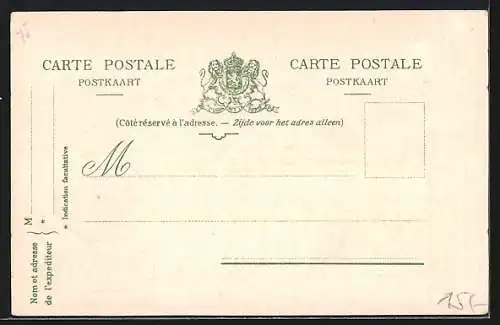 CARTE POSTALE
POSTKAART
CARTE POSTALE
POSTKAART
(Côté réservé à l'adresse. — Zijde voor het adres alleen)
M
Nom et adresse
de l'expéditeur
M
* Indication facultative
15/-